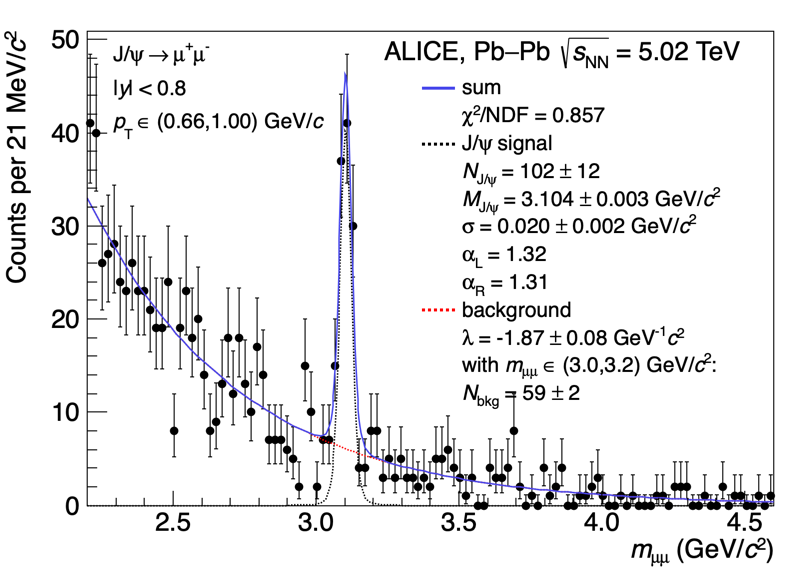 Counts per 21 MeV/c²
50
40
30
20
10
0
J/ψ → μ⁺μ⁻
|y| < 0.8
p_T ∈ (0.66,1.00) GeV/c
ALICE, Pb–Pb √s_NN = 5.02 TeV
sum
χ²/NDF = 0.857
J/ψ signal
N_J/ψ = 102 ± 12
M_J/ψ = 3.104 ± 0.003 GeV/c²
σ = 0.020 ± 0.002 GeV/c²
α_L = 1.32
α_R = 1.31
background
λ = -1.87 ± 0.08 GeV⁻¹c²
with m_μμ ∈ (3.0,3.2) GeV/c²:
N_bkg = 59 ± 2
2.5 3.0 3.5 4.0 4.5
m_μμ (GeV/c²)